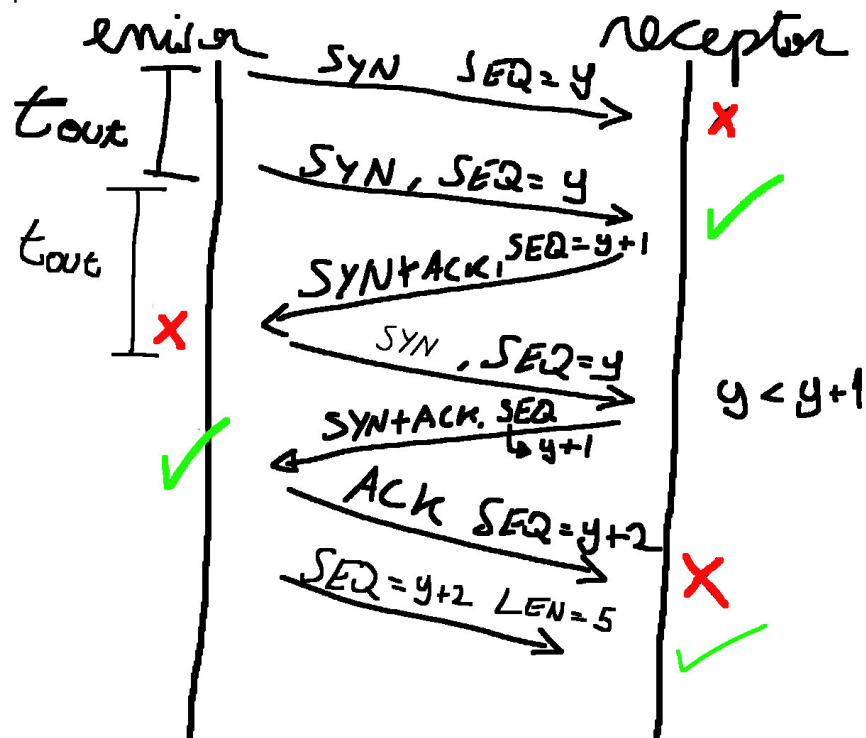 emisor receptor
SYN SEQ = y
tout
SYN, SEQ = y
tout
SYN+ACK, SEQ=y+1
SYN, SEQ=y
y < y+1
SYN+ACK. SEQ
y+1
ACK SEQ=y+2
SEQ=y+2 LEN=5